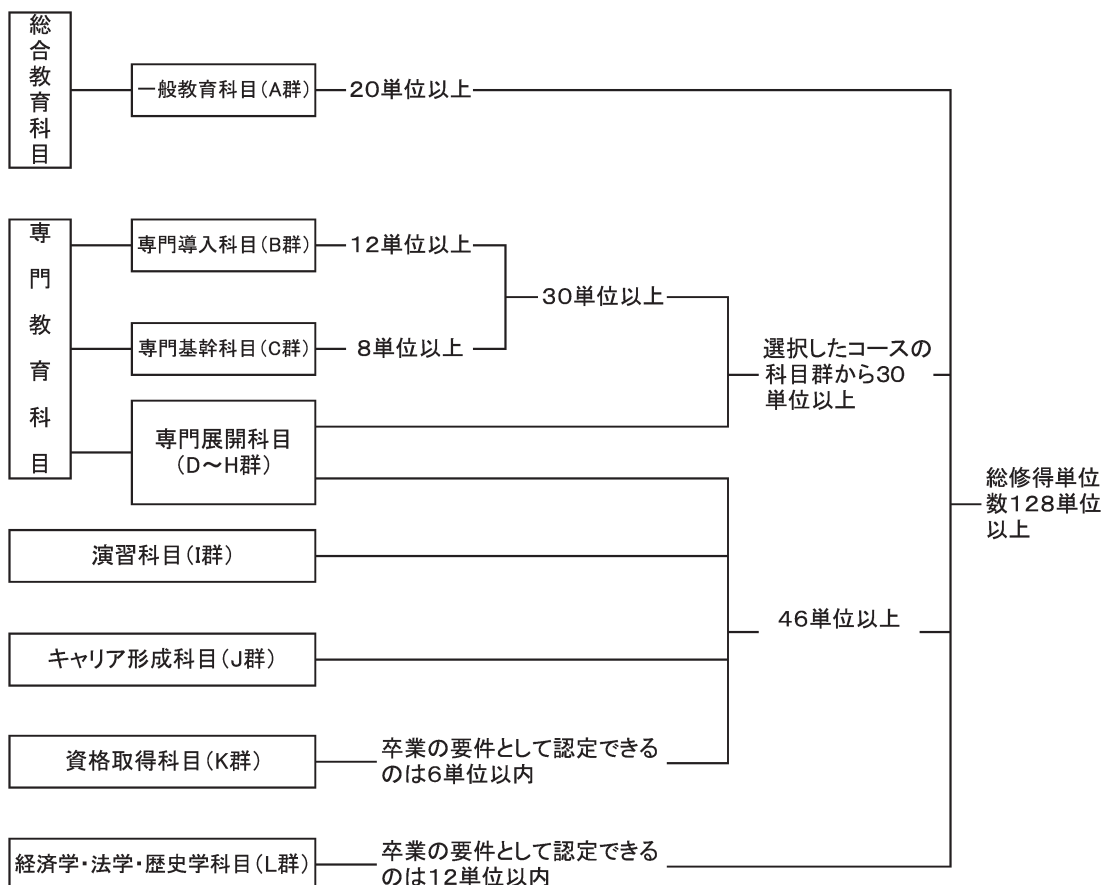 総合教育科目
一般教育科目(A群)
20単位以上
専門教育科目
専門導入科目(B群)
12単位以上
30単位以上
専門基幹科目(C群)
8単位以上
選択したコースの
科目群から30
単位以上
専門展開科目
(D～H群)
総修得単位
数128単位
以上
演習科目(I群)
46単位以上
キャリア形成科目(J群)
資格取得科目(K群)
卒業の要件として認定できる
のは6単位以内
経済学・法学・歴史学科目(L群)
卒業の要件として認定できる
のは12単位以内